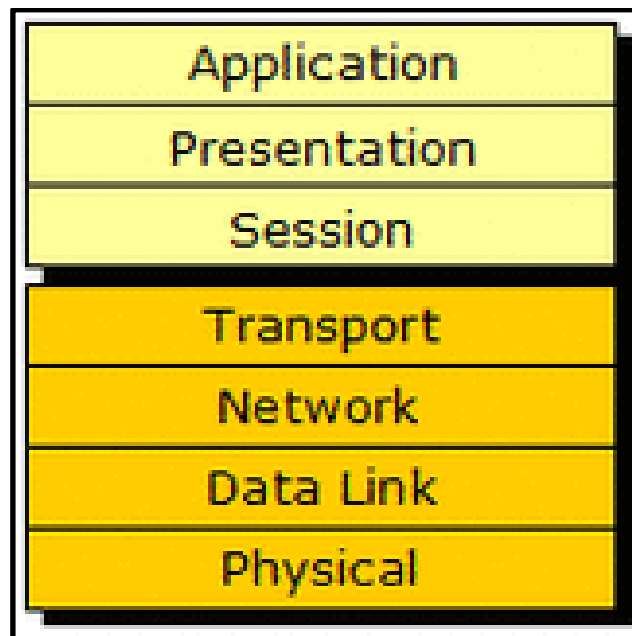 Application
Presentation
Session
Transport
Network
Data Link
Physical